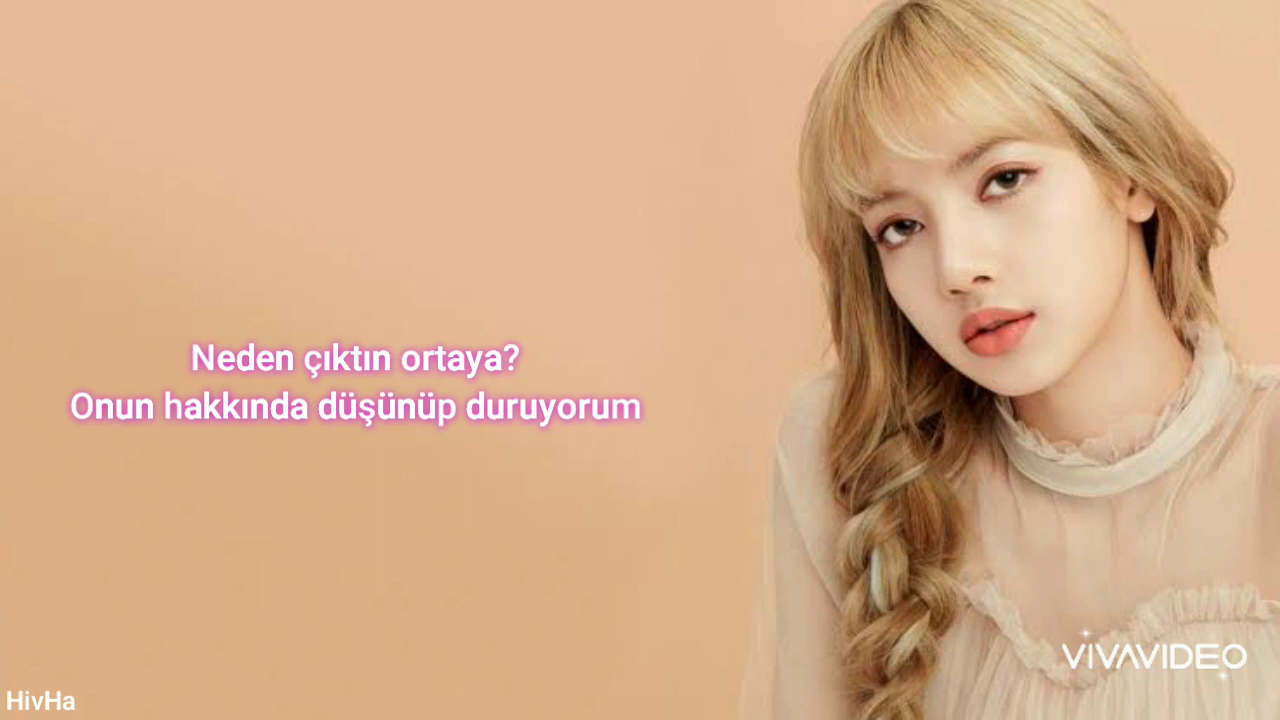 Neden çıktın ortaya?
Onun hakkında düşünüp duruyorum
VIVAVIDEO
HivHa